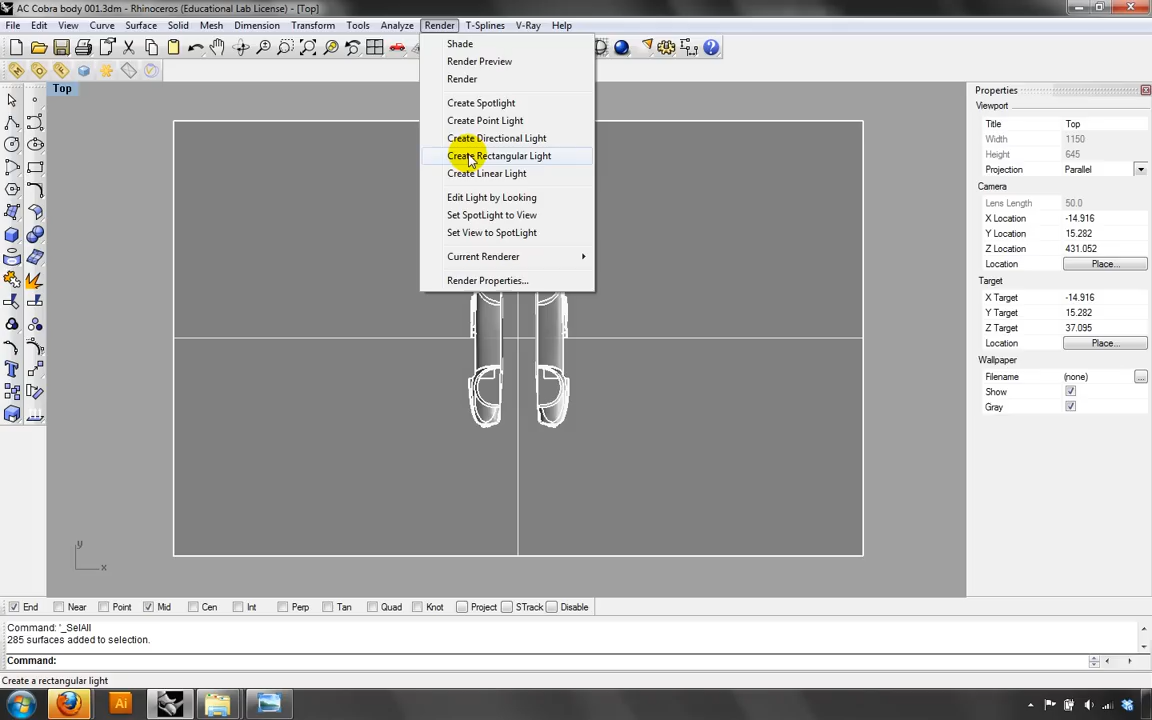 AC Cobra body 001.3dm - Rhinoceros (Educational Lab License) - [Top]
File Edit View Curve Surface Solid Mesh Dimension Transform Tools Analyze Render T-Splines V-Ray Help
Top
Shade
Render Preview
Render
Create Spotlight
Create Point Light
Create Directional Light
Create Rectangular Light
Create Linear Light
Edit Light by Looking
Set SpotLight to View
Set View to SpotLight
Current Renderer
Render Properties...
Properties
Viewport
Title Top
Width 1150
Height 645
Projection Parallel
Camera
Lens Length 50.0
X Location -14.916
Y Location 15.282
Z Location 431.052
Location Place...
Target
X Target -14.916
Y Target 15.282
Z Target 37.095
Location Place...
Wallpaper
Filename (none) ...
Show
Gray
y
x
End Near Point Mid Cen Int Perp Tan Quad Knot Project STrack Disable
Command: '_SelAll
285 surfaces added to selection.
Command:
Create a rectangular light
Ai